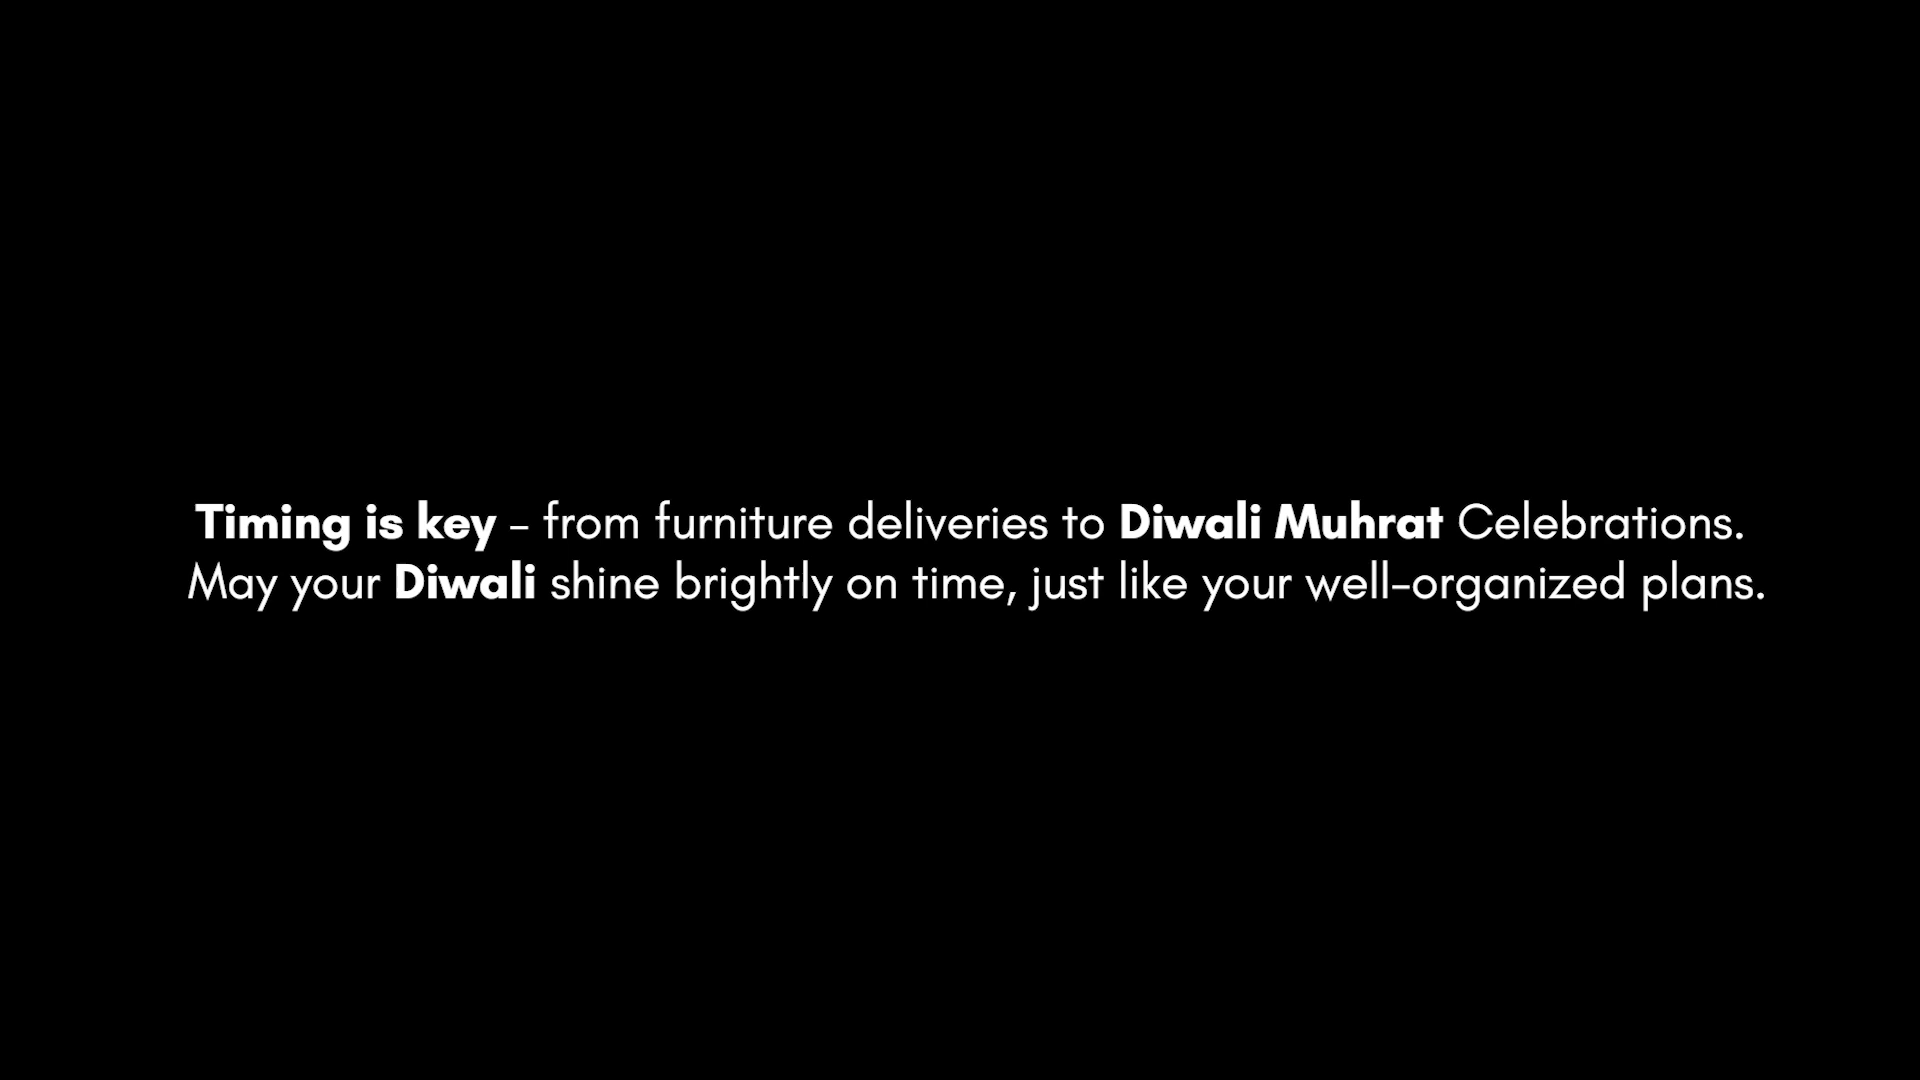 Timing is key - from furniture deliveries to Diwali Muhrat Celebrations.
May your Diwali shine brightly on time, just like your well-organized plans.